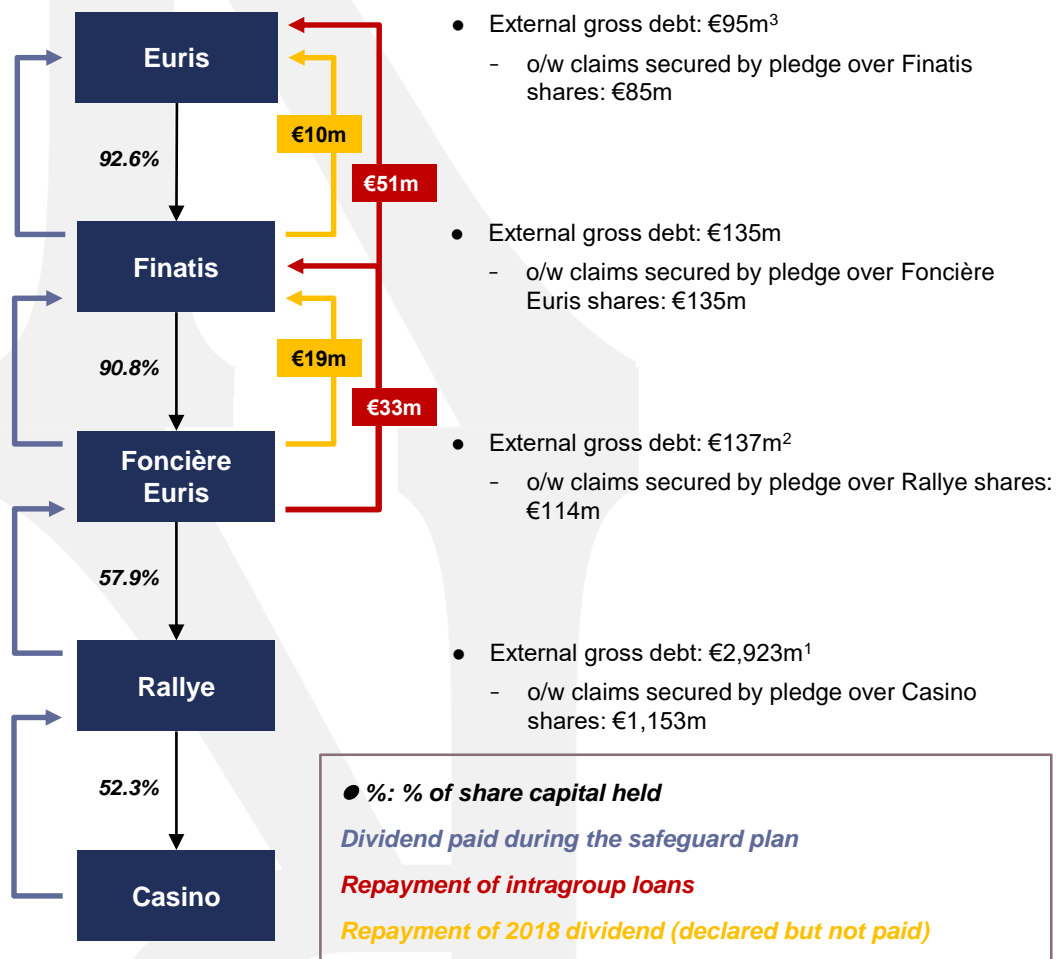 Euris
● External gross debt: €95m³
- o/w claims secured by pledge over Finatis
shares: €85m
€10m
92.6%
€51m
Finatis
● External gross debt: €135m
- o/w claims secured by pledge over Foncière
Euris shares: €135m
€19m
90.8%
€33m
Foncière
Euris
● External gross debt: €137m²
- o/w claims secured by pledge over Rallye shares:
€114m
57.9%
Rallye
● External gross debt: €2,923m¹
- o/w claims secured by pledge over Casino
shares: €1,153m
52.3%
Casino
● %: % of share capital held
Dividend paid during the safeguard plan
Repayment of intragroup loans
Repayment of 2018 dividend (declared but not paid)